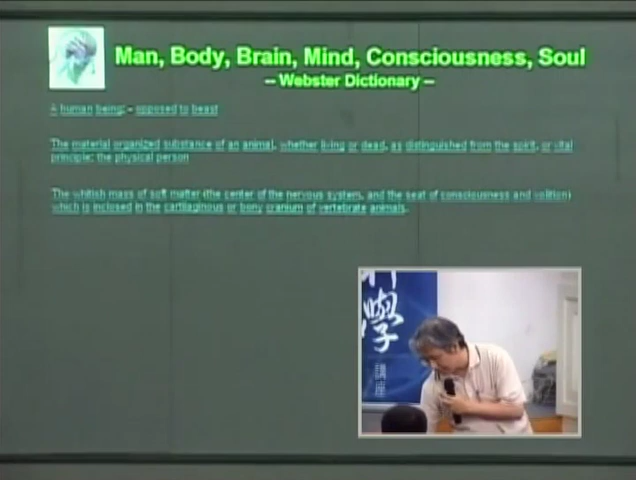 Man, Body, Brain, Mind, Consciousness, Soul
-- Webster Dictionary --
A human being; - opposed to beast
The material organized substance of an animal, whether living or dead, as distinguished from the spirit, or vital
principle; the physical person
The whitish mass of soft matter (the center of the nervous system, and the seat of consciousness and volition)
which is inclosed in the cartilaginous or bony cranium of vertebrate animals.
學
講
座